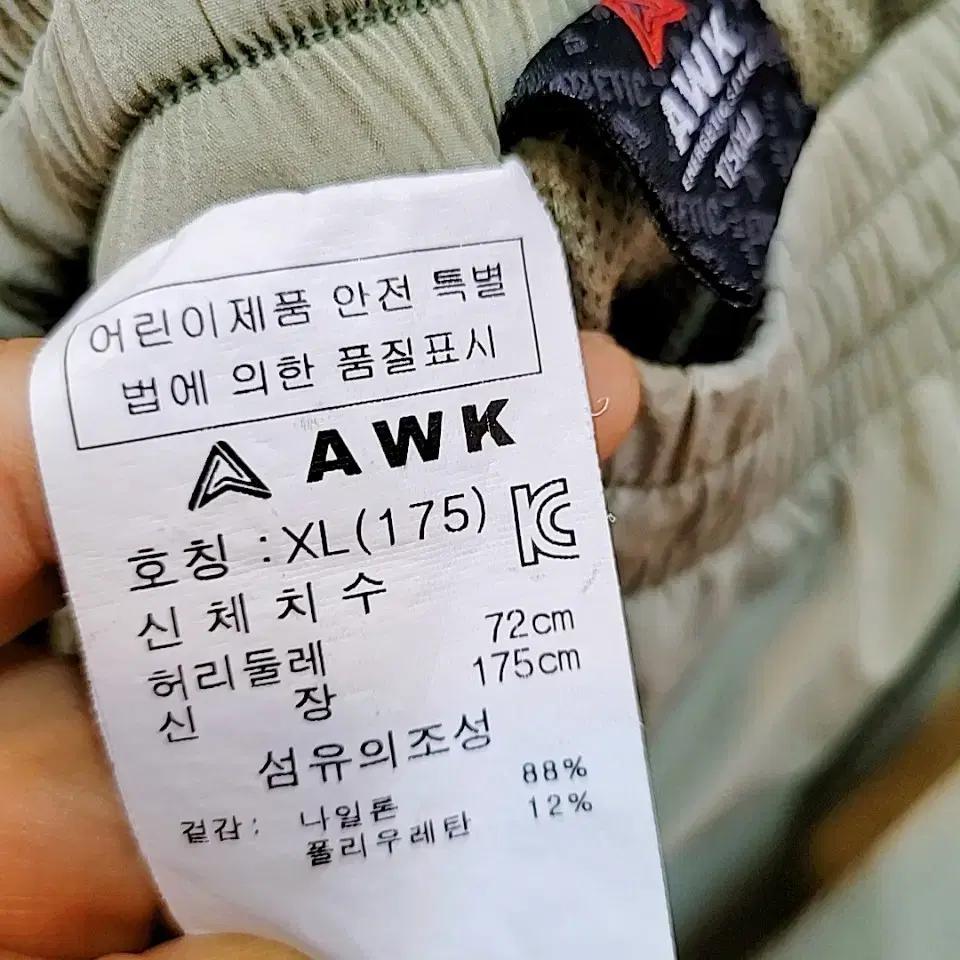 AWK
어린이제품 안전 특별
법에 의한 품질표시
AWK
호칭 : XL(175)
신체치수
허리둘레 72cm
신 장 175cm
섬유의조성
겉감 : 나일론 88%
폴리우레탄 12%